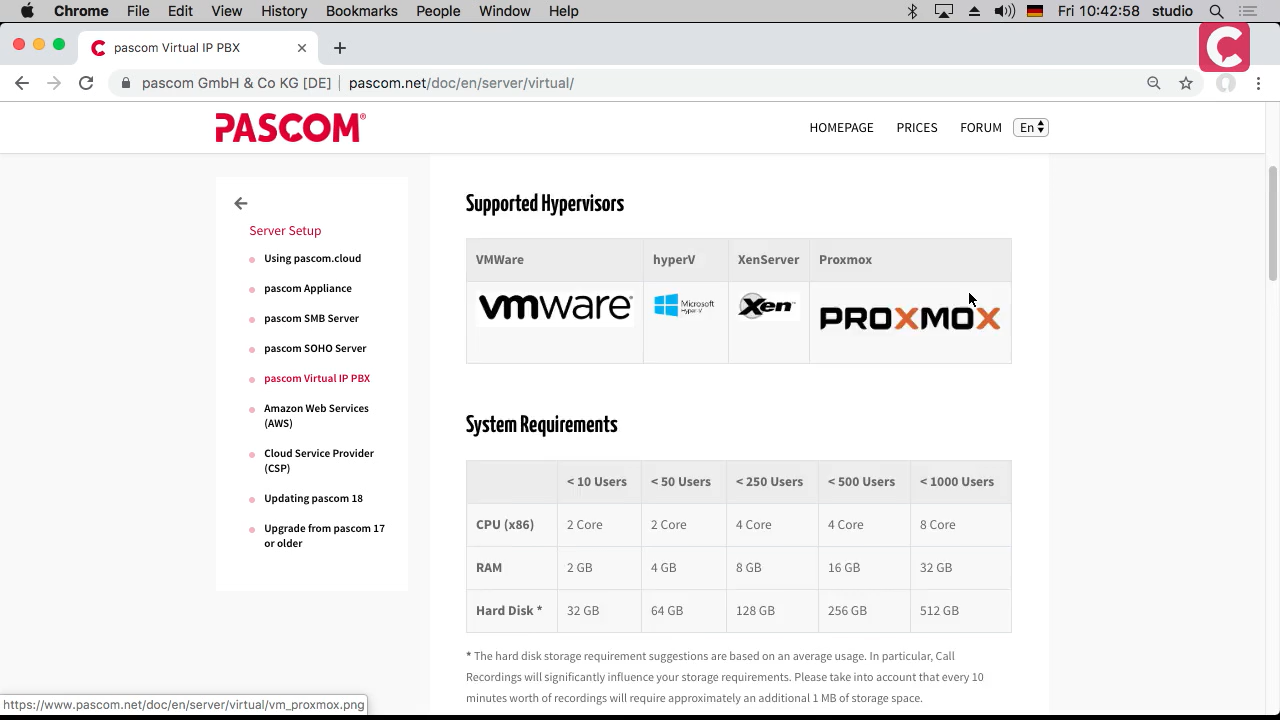 Chrome File Edit View History Bookmarks People Window Help Fri 10:42:58 studio
pascom Virtual IP PBX
pascom GmbH & Co KG [DE] | pascom.net/doc/en/server/virtual/
PASCOM®
HOMEPAGE PRICES FORUM En
Server Setup
Using pascom.cloud
pascom Appliance
pascom SMB Server
pascom SOHO Server
pascom Virtual IP PBX
Amazon Web Services
(AWS)
Cloud Service Provider
(CSP)
Updating pascom 18
Upgrade from pascom 17
or older
Supported Hypervisors
VMWare hyperV XenServer Proxmox
vmware® Microsoft Hyper-V Xen™ PROXMOX
System Requirements
< 10 Users < 50 Users < 250 Users < 500 Users < 1000 Users
CPU (x86) 2 Core 2 Core 4 Core 4 Core 8 Core
RAM 2 GB 4 GB 8 GB 16 GB 32 GB
Hard Disk * 32 GB 64 GB 128 GB 256 GB 512 GB
* The hard disk storage requirement suggestions are based on an average usage. In particular, Call
Recordings will significantly influence your storage requirements. Please take into account that every 10
minutes worth of recordings will require approximately an additional 1 MB of storage space.
https://www.pascom.net/doc/en/server/virtual/vm_proxmox.png